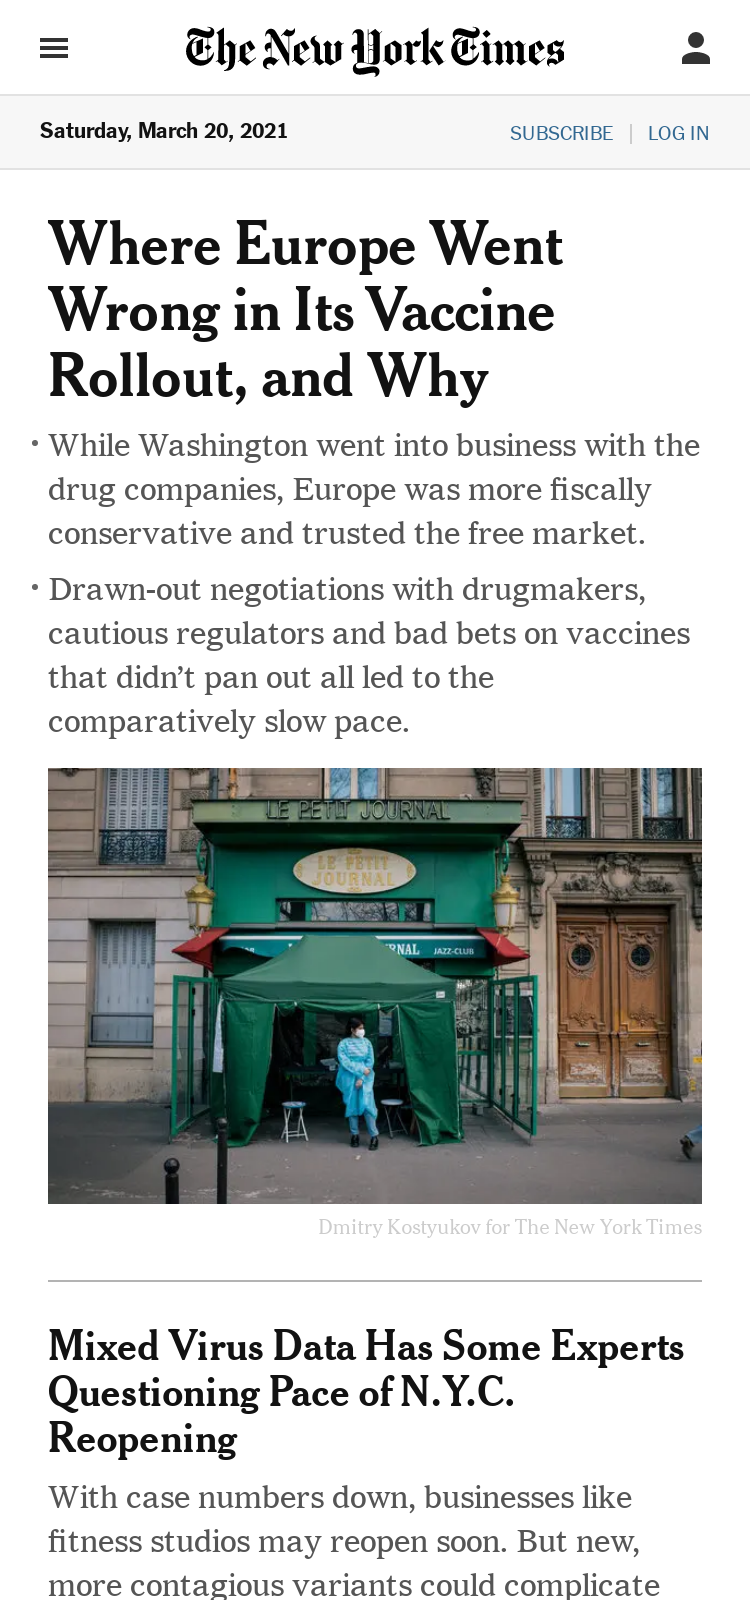 The New York Times
Saturday, March 20, 2021
SUBSCRIBE | LOG IN
Where Europe Went
Wrong in Its Vaccine
Rollout, and Why
• While Washington went into business with the
drug companies, Europe was more fiscally
conservative and trusted the free market.
• Drawn-out negotiations with drugmakers,
cautious regulators and bad bets on vaccines
that didn’t pan out all led to the
comparatively slow pace.
LE PETIT JOURNAL
LE PETIT
JOURNAL
JAZZ-CLUB
Dmitry Kostyukov for The New York Times
Mixed Virus Data Has Some Experts
Questioning Pace of N.Y.C.
Reopening
With case numbers down, businesses like
fitness studios may reopen soon. But new,
more contagious variants could complicate